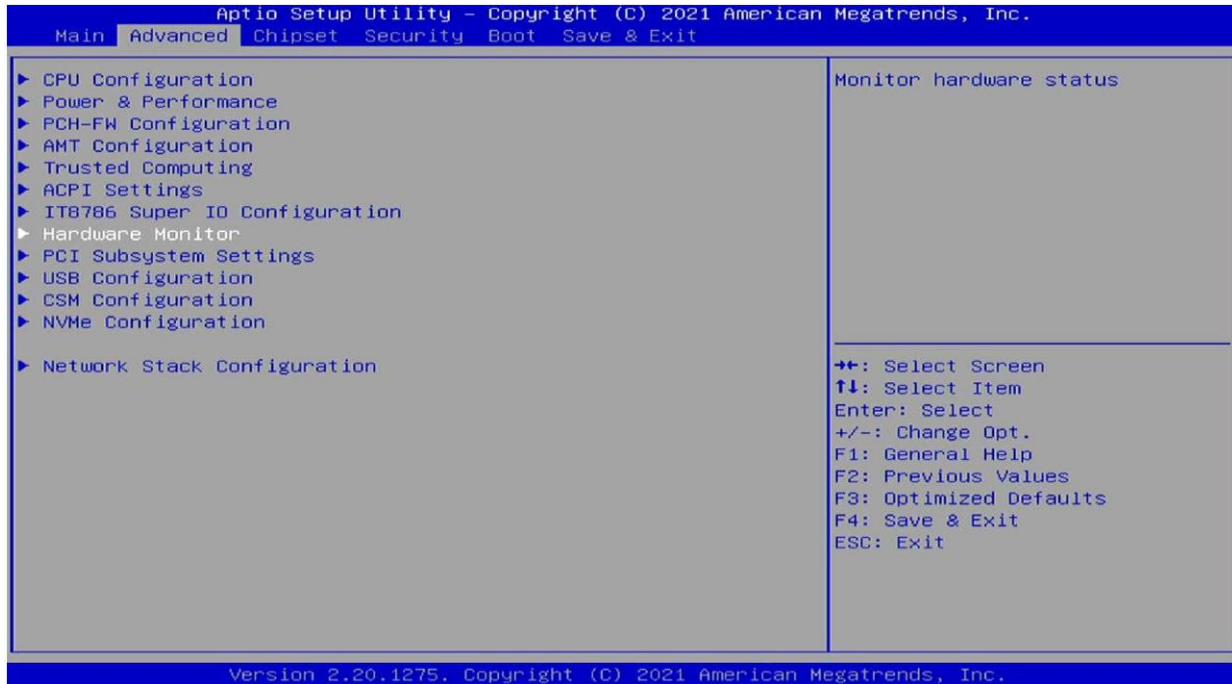 Aptio Setup Utility – Copyright (C) 2021 American Megatrends, Inc.
Main Advanced Chipset Security Boot Save & Exit
▶ CPU Configuration
▶ Power & Performance
▶ PCH-FW Configuration
▶ AMT Configuration
▶ Trusted Computing
▶ ACPI Settings
▶ IT8786 Super IO Configuration
▶ Hardware Monitor
▶ PCI Subsystem Settings
▶ USB Configuration
▶ CSM Configuration
▶ NVMe Configuration
▶ Network Stack Configuration
Monitor hardware status
→←: Select Screen
↑↓: Select Item
Enter: Select
+/-: Change Opt.
F1: General Help
F2: Previous Values
F3: Optimized Defaults
F4: Save & Exit
ESC: Exit
Version 2.20.1275. Copyright (C) 2021 American Megatrends, Inc.